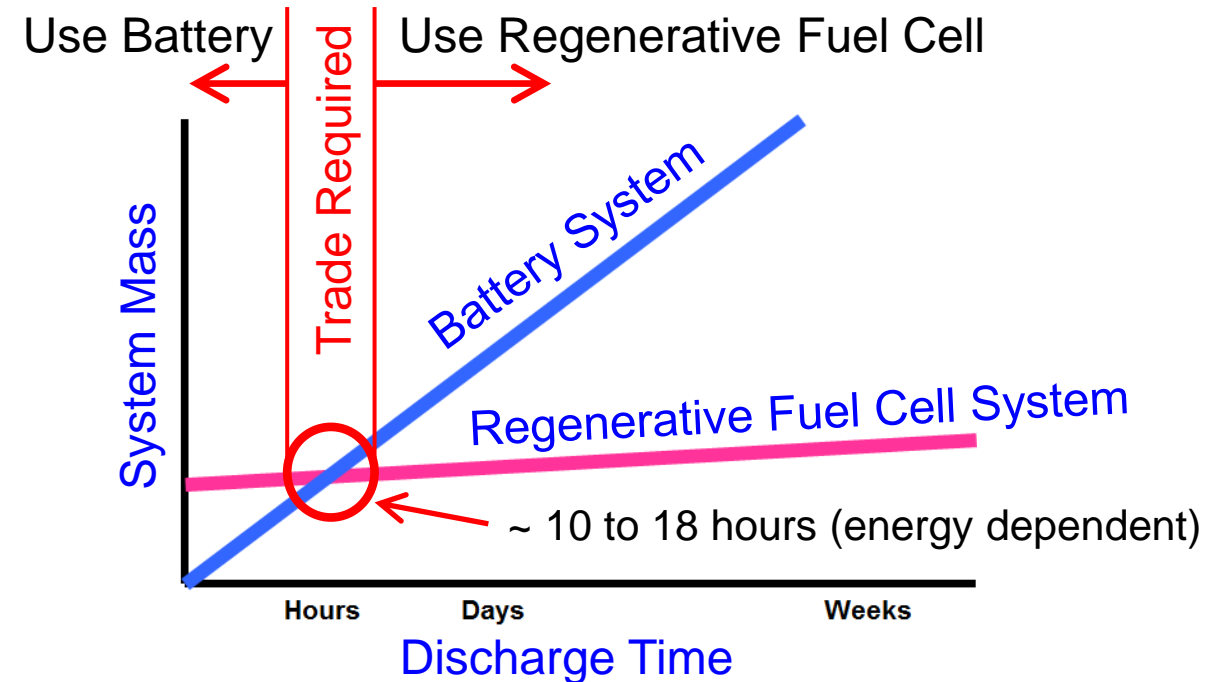 Use Battery
Use Regenerative Fuel Cell
Trade Required
System Mass
Battery System
Regenerative Fuel Cell System
~ 10 to 18 hours (energy dependent)
Hours
Days
Weeks
Discharge Time